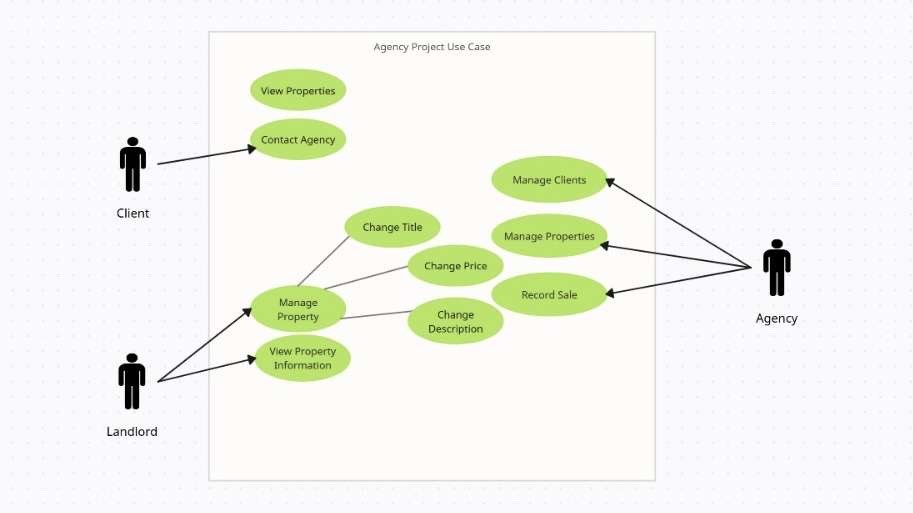 Agency Project Use Case
View Properties
Contact Agency
Client
Manage Clients
Change Title
Manage Properties
Change Price
Record Sale
Manage
Property
Change
Description
Agency
View Property
Information
Landlord